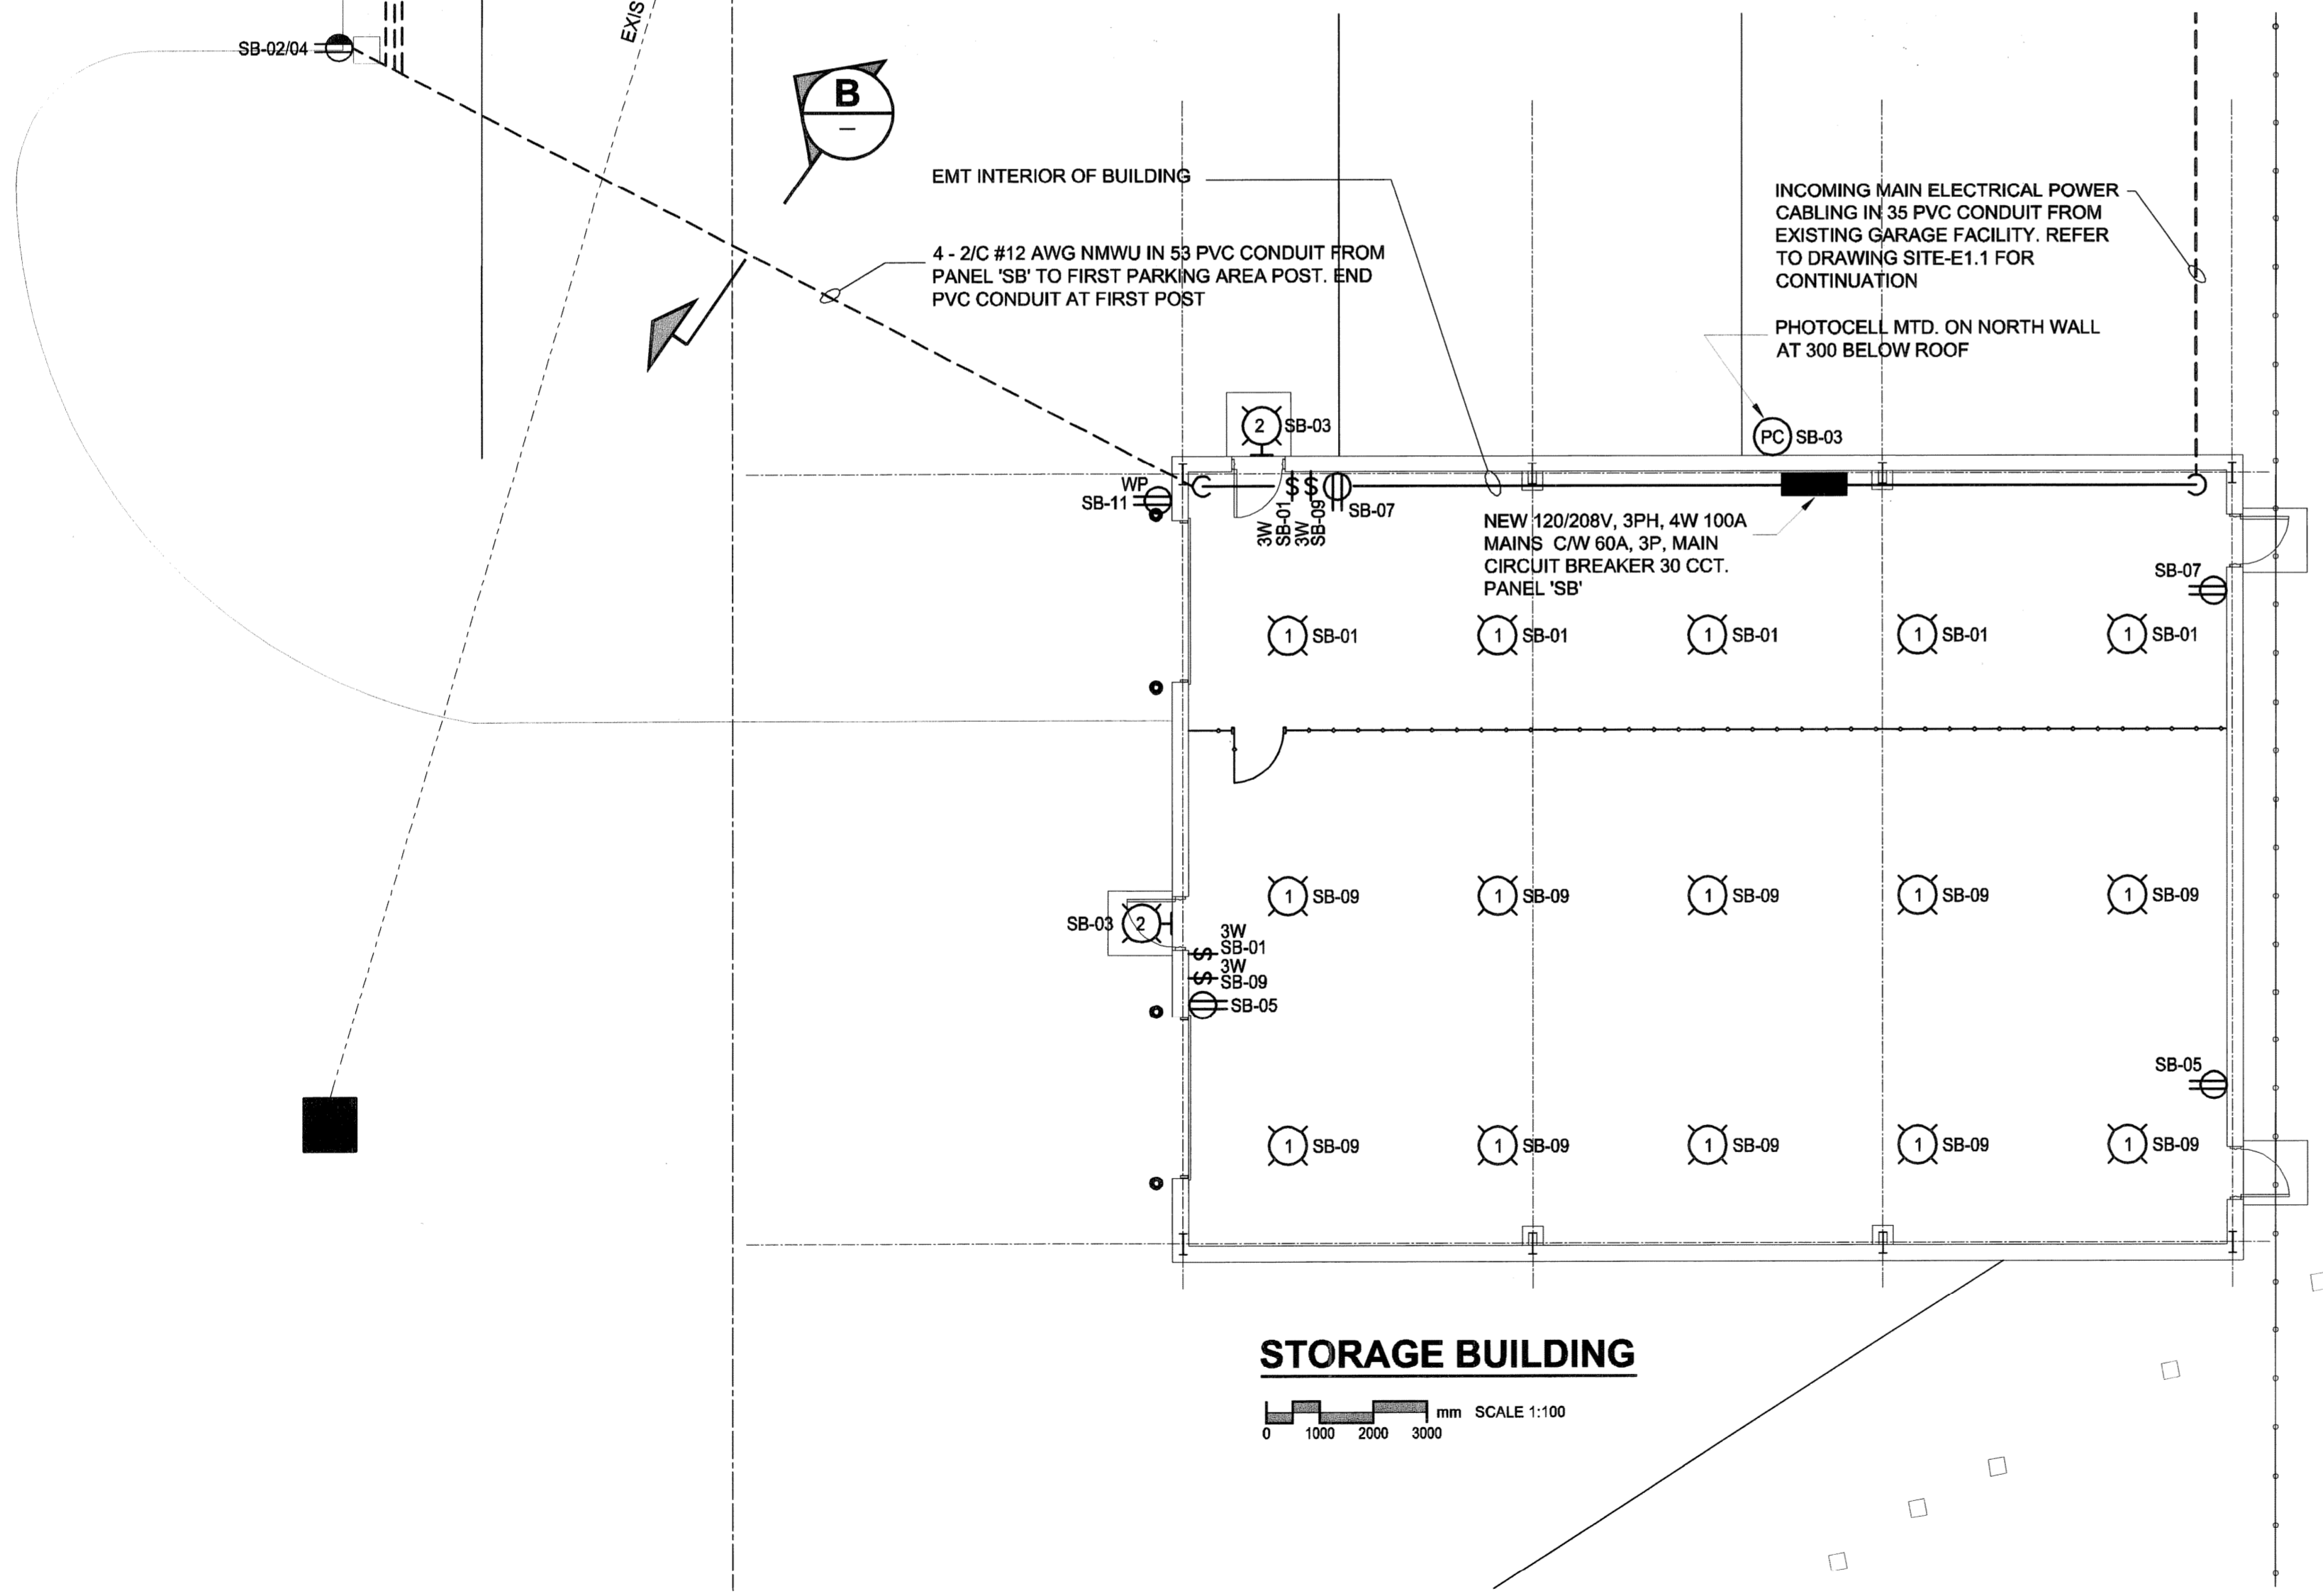 EXIS
SB-02/04
B
–
EMT INTERIOR OF BUILDING
4 - 2/C #12 AWG NMWU IN 53 PVC CONDUIT FROM
PANEL 'SB' TO FIRST PARKING AREA POST. END
PVC CONDUIT AT FIRST POST
INCOMING MAIN ELECTRICAL POWER
CABLING IN 35 PVC CONDUIT FROM
EXISTING GARAGE FACILITY. REFER
TO DRAWING SITE-E1.1 FOR
CONTINUATION
PHOTOCELL MTD. ON NORTH WALL
AT 300 BELOW ROOF
2 SB-03
PC SB-03
WP
SB-11
$ $
3W
SB-01
3W
SB-09
SB-07
NEW 120/208V, 3PH, 4W 100A
MAINS C/W 60A, 3P, MAIN
CIRCUIT BREAKER 30 CCT.
PANEL 'SB'
SB-07
1 SB-01 1 SB-01 1 SB-01 1 SB-01 1 SB-01
1 SB-09 1 SB-09 1 SB-09 1 SB-09 1 SB-09
SB-03 2
3W
$ SB-01
3W
$ SB-09
SB-05
SB-05
1 SB-09 1 SB-09 1 SB-09 1 SB-09 1 SB-09
STORAGE BUILDING
mm SCALE 1:100
0 1000 2000 3000